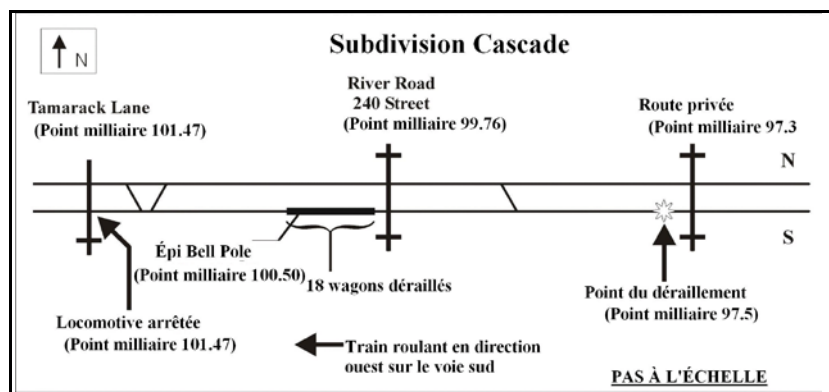 Subdivision Cascade
N
River Road
240 Street
(Point milliaire 99.76)
Tamarack Lane
(Point milliaire 101.47)
Route privée
(Point milliaire 97.3
N
S
Épi Bell Pole
(Point milliaire 100.50)
18 wagons déraillés
Point du déraillement
(Point milliaire 97.5)
Locomotive arrêtée
(Point milliaire 101.47)
Train roulant en direction
ouest sur le voie sud
PAS À L'ÉCHELLE